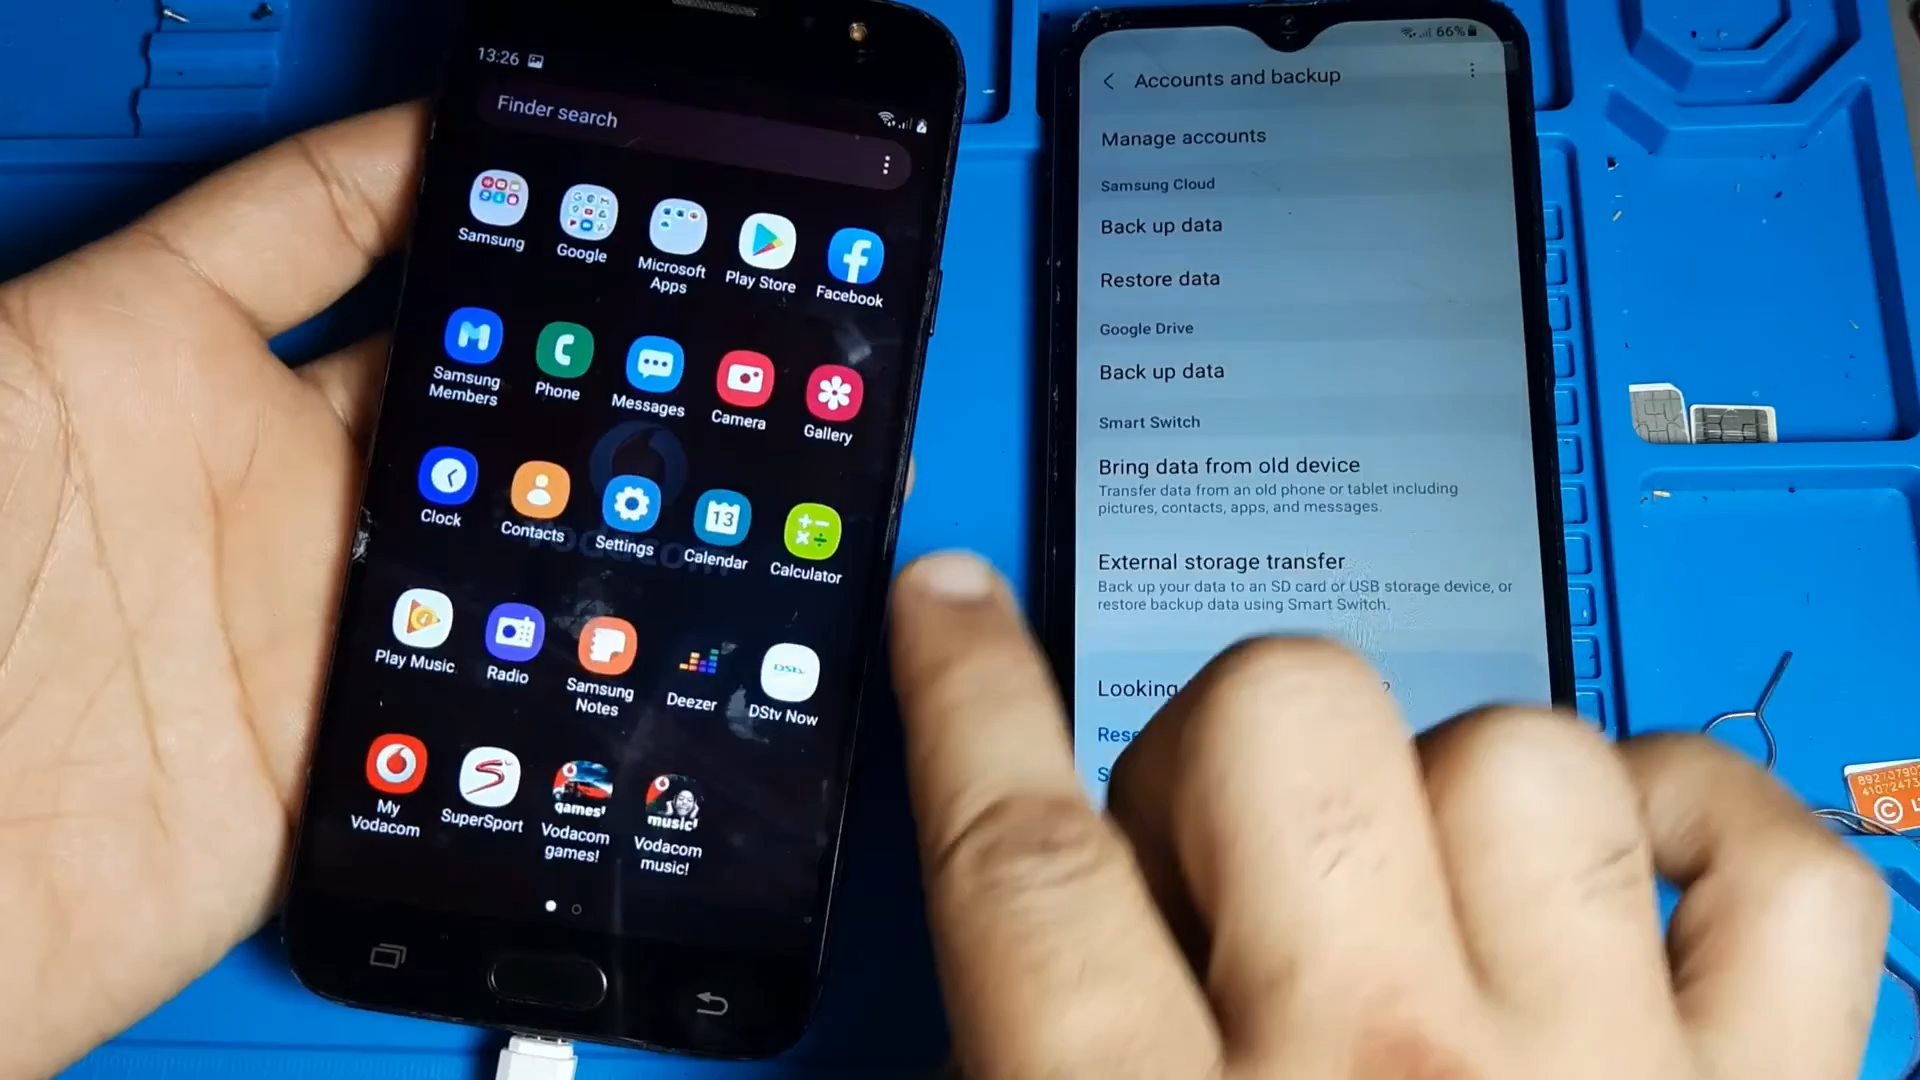 13:26
Finder search
Samsung
Google
Microsoft
Apps
Play Store
Facebook
Samsung
Members
Phone
Messages
Camera
Gallery
Clock
Contacts
Settings
13
Calendar
Calculator
Play Music
Radio
Samsung
Notes
Deezer
DStv
DStv Now
My
Vodacom
SuperSport
games!
Vodacom
games!
music!
Vodacom
music!
66%
Accounts and backup
Manage accounts
Samsung Cloud
Back up data
Restore data
Google Drive
Back up data
Smart Switch
Bring data from old device
Transfer data from an old phone or tablet including
pictures, contacts, apps, and messages.
External storage transfer
Back up your data to an SD card or USB storage device, or
restore backup data using Smart Switch.
Looking